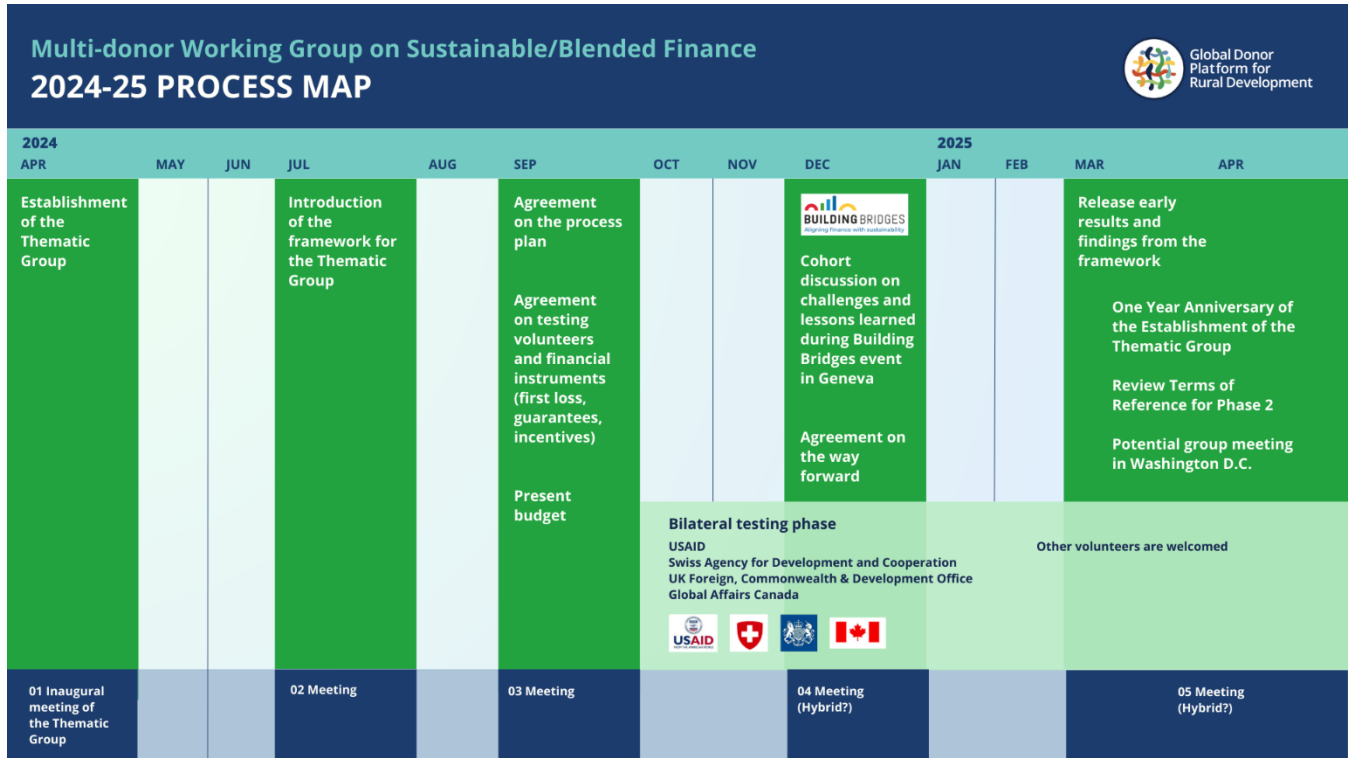 Multi-donor Working Group on Sustainable/Blended Finance
2024-25 PROCESS MAP
Global Donor
Platform for
Rural Development
2024
2025
APR
MAY
JUN
JUL
AUG
SEP
OCT
NOV
DEC
JAN
FEB
MAR
APR
Establishment
of the
Thematic
Group
Introduction
of the
framework for
the Thematic
Group
Agreement
on the process
plan
Agreement
on testing
volunteers
and financial
instruments
(first loss,
guarantees,
incentives)
Present
budget
BUILDING BRIDGES
Aligning finance with sustainability
Cohort
discussion on
challenges and
lessons learned
during Building
Bridges event
in Geneva
Agreement on
the way
forward
Release early
results and
findings from the
framework
One Year Anniversary of
the Establishment of the
Thematic Group
Review Terms of
Reference for Phase 2
Potential group meeting
in Washington D.C.
Bilateral testing phase
USAID
Swiss Agency for Development and Cooperation
UK Foreign, Commonwealth & Development Office
Global Affairs Canada
Other volunteers are welcomed
USAID
01 Inaugural
meeting of
the Thematic
Group
02 Meeting
03 Meeting
04 Meeting
(Hybrid?)
05 Meeting
(Hybrid?)